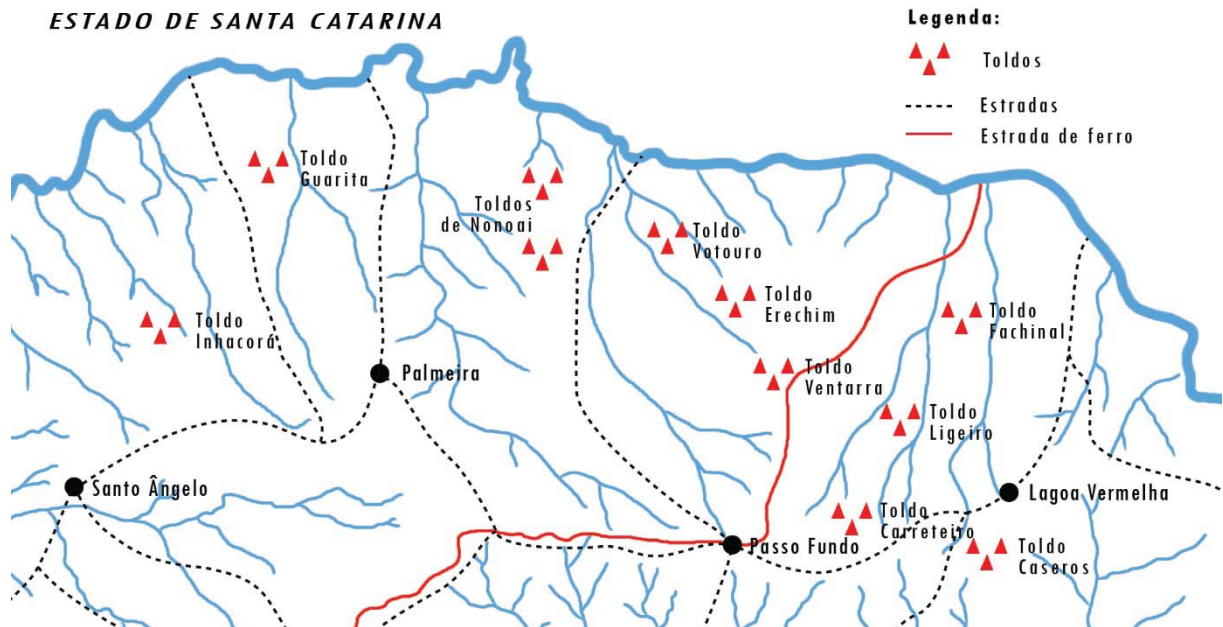 ESTADO DE SANTA CATARINA
Legenda:
Toldos
Estradas
Estrada de ferro
Toldo
Guarita
Toldos
de Nonoai
Toldo
Votouro
Toldo
Erechim
Toldo
Fachinal
Toldo
Inhacorá
Palmeira
Toldo
Ventarra
Toldo
Ligeiro
Santo Ângelo
Lagoa Vermelha
Toldo
Carreteiro
Passo Fundo
Toldo
Caseros